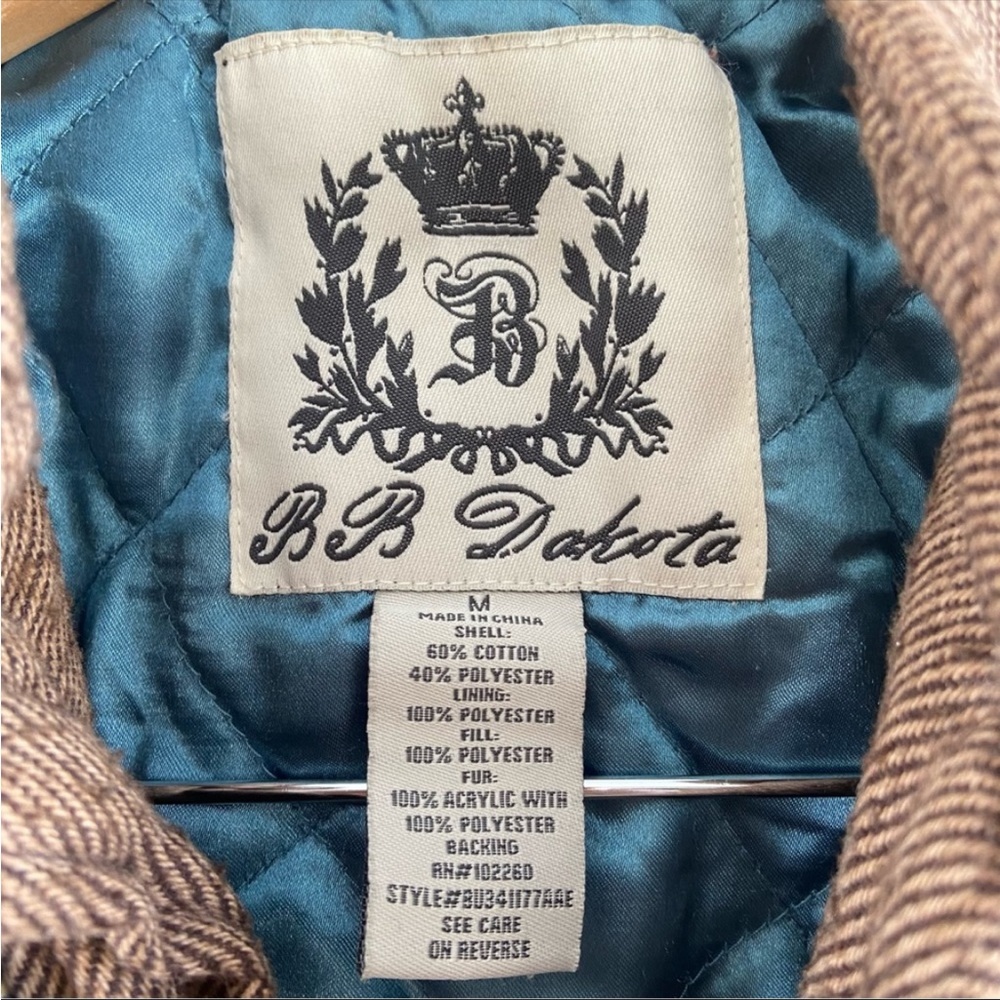 B
BB Dakota
M
MADE IN CHINA
SHELL:
60% COTTON
40% POLYESTER
LINING:
100% POLYESTER
FILL:
100% POLYESTER
FUR:
100% ACRYLIC WITH
100% POLYESTER
BACKING
RN#102260
STYLE#BU341177AAE
SEE CARE
ON REVERSE